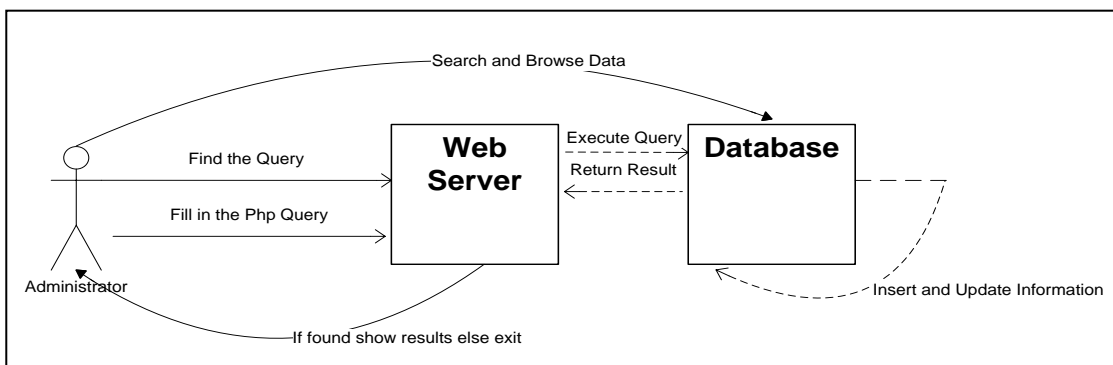 Search and Browse Data
Web
Server
Database
Execute Query
Find the Query
Return Result
Fill in the Php Query
Administrator
Insert and Update Information
If found show results else exit